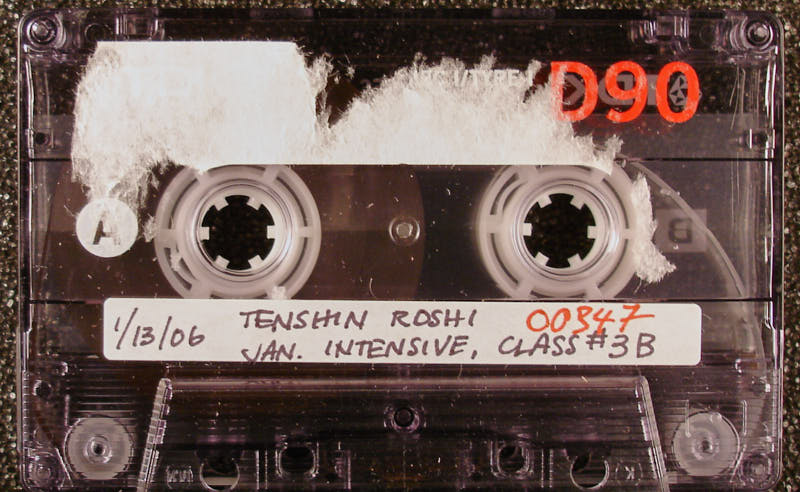 D90
A
1/13/06 TENSHIN ROSHI 00347
JAN. INTENSIVE, CLASS #3B